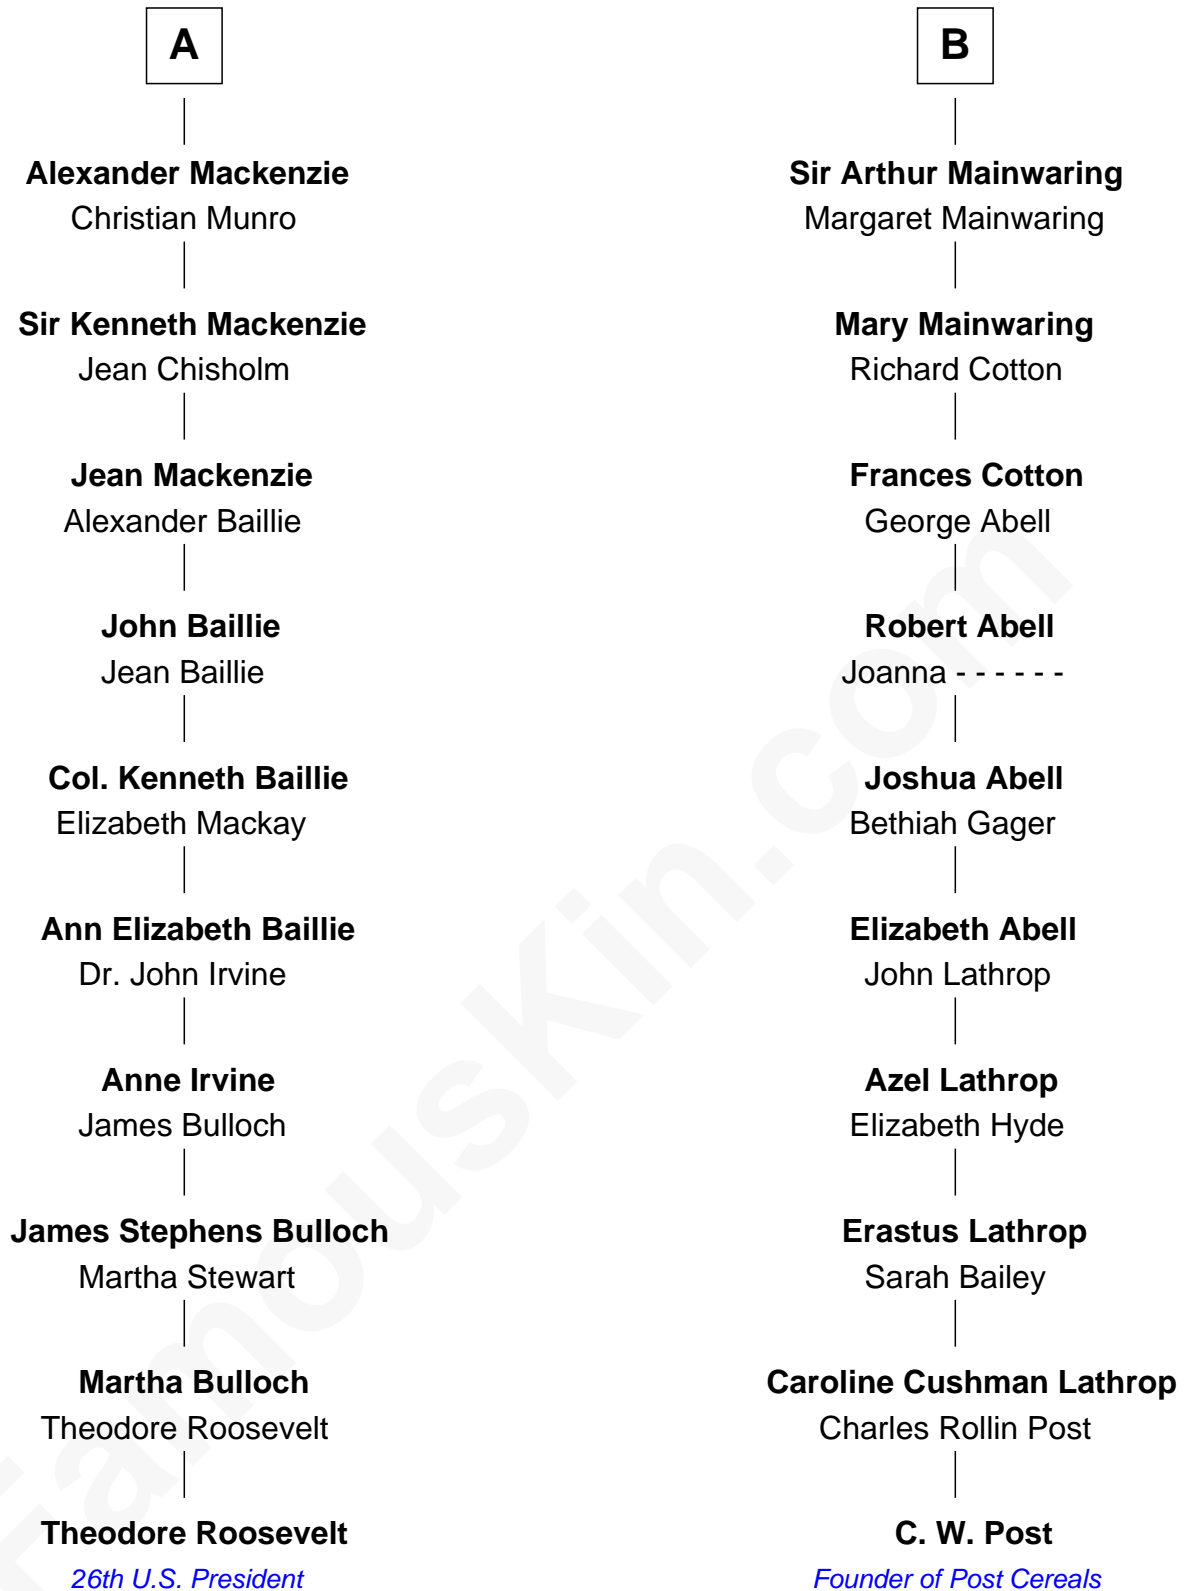 A
Alexander Mackenzie
Christian Munro
Sir Kenneth Mackenzie
Jean Chisholm
Jean Mackenzie
Alexander Baillie
John Baillie
Jean Baillie
Col. Kenneth Baillie
Elizabeth Mackay
Ann Elizabeth Baillie
Dr. John Irvine
Anne Irvine
James Bulloch
James Stephens Bulloch
Martha Stewart
Martha Bulloch
Theodore Roosevelt
Theodore Roosevelt
26th U.S. President
B
Sir Arthur Mainwaring
Margaret Mainwaring
Mary Mainwaring
Richard Cotton
Frances Cotton
George Abell
Robert Abell
Joanna - - - - - -
Joshua Abell
Bethiah Gager
Elizabeth Abell
John Lathrop
Azel Lathrop
Elizabeth Hyde
Erastus Lathrop
Sarah Bailey
Caroline Cushman Lathrop
Charles Rollin Post
C. W. Post
Founder of Post Cereals
FamousKin.com